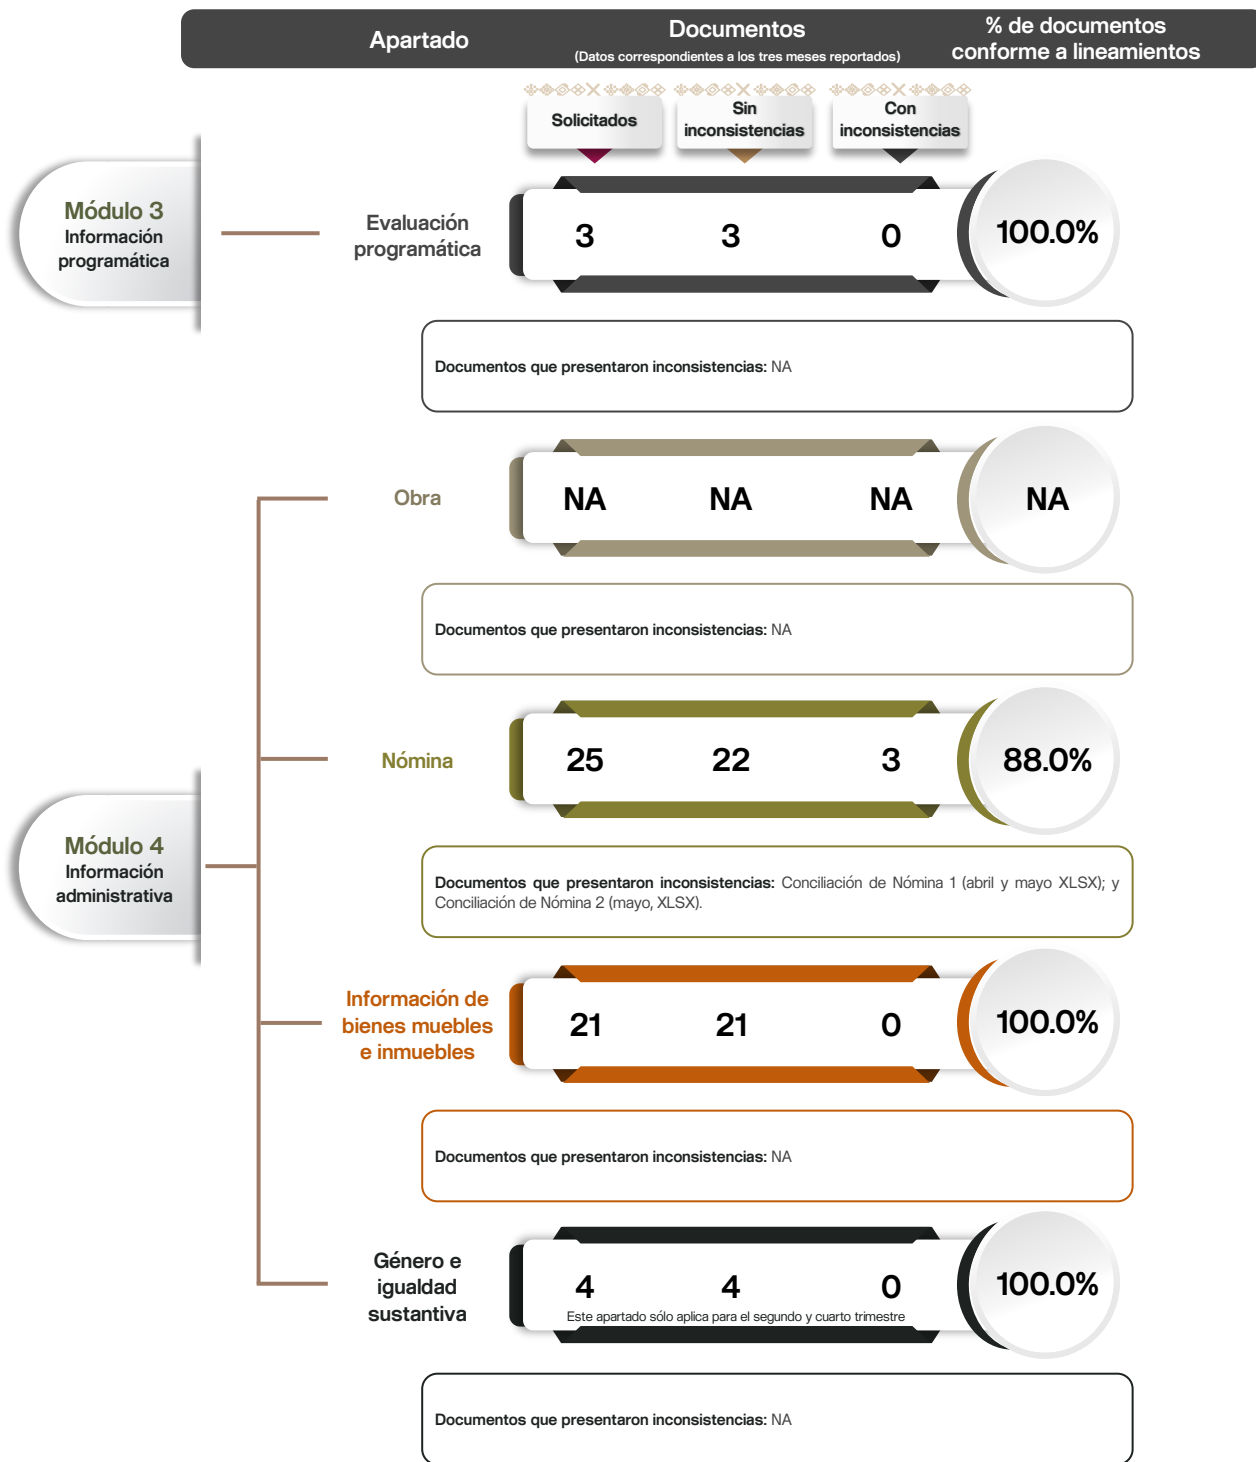 Apartado
Documentos
(Datos correspondientes a los tres meses reportados)
% de documentos
conforme a lineamientos
Solicitados
Sin
inconsistencias
Con
inconsistencias
Módulo 3
Información
programática
Evaluación
programática
3 3 0 100.0%
Documentos que presentaron inconsistencias: NA
Obra
NA NA NA NA
Documentos que presentaron inconsistencias: NA
Nómina
25 22 3 88.0%
Módulo 4
Información
administrativa
Documentos que presentaron inconsistencias: Conciliación de Nómina 1 (abril y mayo XLSX); y
Conciliación de Nómina 2 (mayo, XLSX).
Información de
bienes muebles
e inmuebles
21 21 0 100.0%
Documentos que presentaron inconsistencias: NA
Género e
igualdad
sustantiva
4 4 0 100.0%
Este apartado sólo aplica para el segundo y cuarto trimestre
Documentos que presentaron inconsistencias: NA